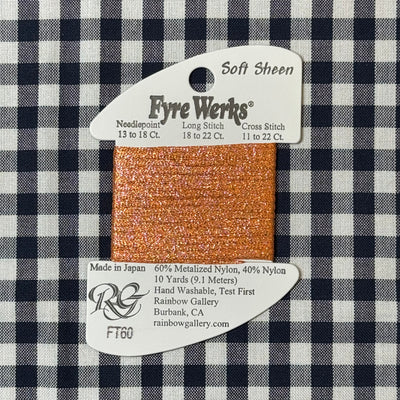 Soft Sheen
Fyre Werks®
Needlepoint Long Stitch Cross Stitch
13 to 18 Ct. 18 to 22 Ct. 11 to 22 Ct.
Made in Japan 60% Metalized Nylon, 40% Nylon
10 Yards (9.1 Meters)
Hand Washable, Test First
Rainbow Gallery
Burbank, CA
rainbowgallery.com
RG
FT60